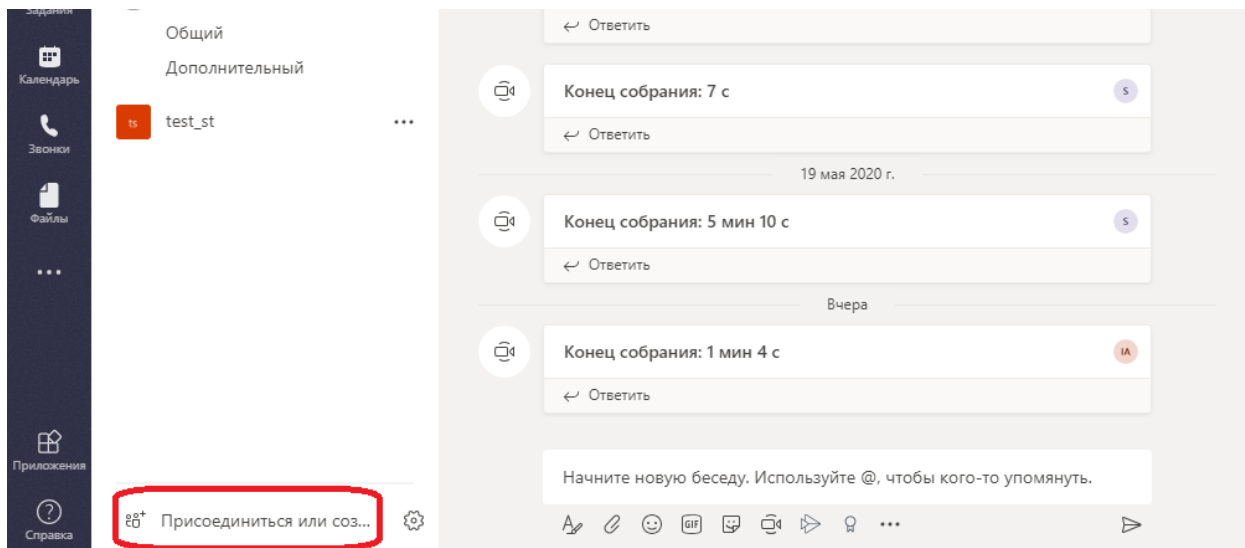 Задания
Календарь
Звонки
Файлы
Приложения
Справка
Общий
Дополнительный
ts test_st
Присоединиться или соз...
Ответить
Конец собрания: 7 с
S
Ответить
19 мая 2020 г.
Конец собрания: 5 мин 10 с
S
Ответить
Вчера
Конец собрания: 1 мин 4 с
IA
Ответить
Начните новую беседу. Используйте @, чтобы кого-то упомянуть.
GIF